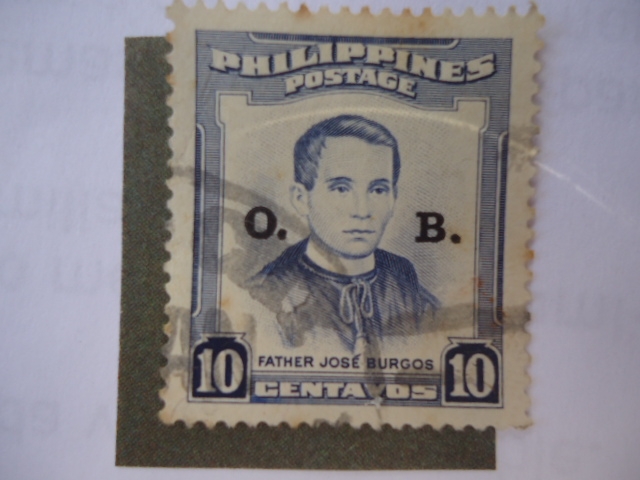 PHILIPPINES
POSTAGE
O. B.
FATHER JOSÉ BURGOS
10 CENTAVOS 10